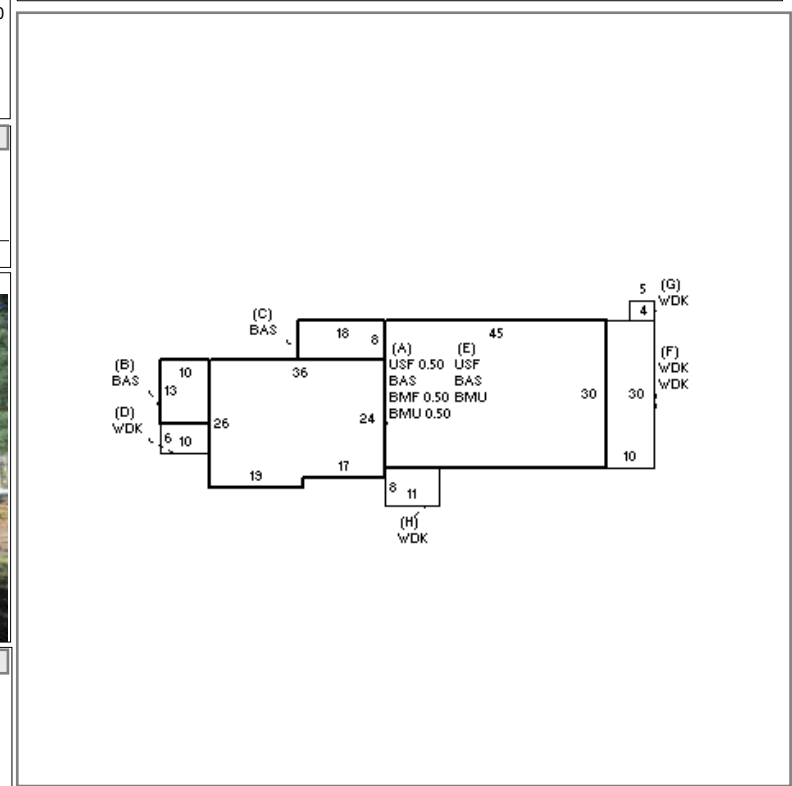 0
5
(G)
WDK
4
(C)
BAS
18
8
45
(A)
USF 0.50
BAS
BMF 0.50
BMU 0.50
(E)
USF
BAS
BMU
(B)
BAS
10
13
36
(F)
WDK
WDK
30
30
(D)
WDK
6
10
26
24
19
17
10
8
11
(H)
WDK